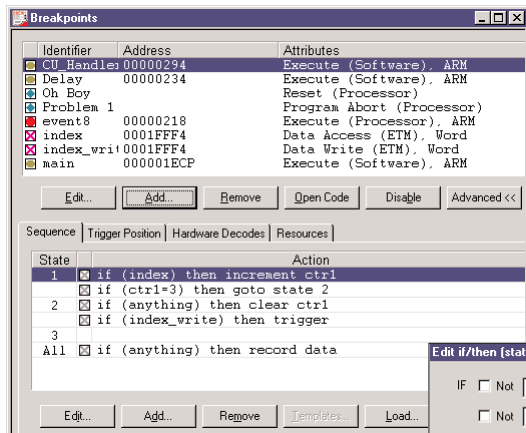 Breakpoints
Identifier Address Attributes
CU_Handler 00000294 Execute (Software), ARM
Delay 00000234 Execute (Software), ARM
Oh Boy Reset (Processor)
Problem 1 Program Abort (Processor)
event8 00000218 Execute (Processor), ARM
index 0001FFF4 Data Access (ETM), Word
index_writ 0001FFF4 Data Write (ETM), Word
main 000001ECP Execute (Software), ARM
Edit... Add... Remove Open Code Disable Advanced <<
Sequence Trigger Position Hardware Decodes Resources
State Action
1 if (index) then increment ctr1
if (ctr1=3) then goto state 2
2 if (anything) then clear ctr1
if (index_write) then trigger
3
All if (anything) then record data
Edit if/then (stat
IF Not
Not
Edit... Add... Remove Templates... Load...